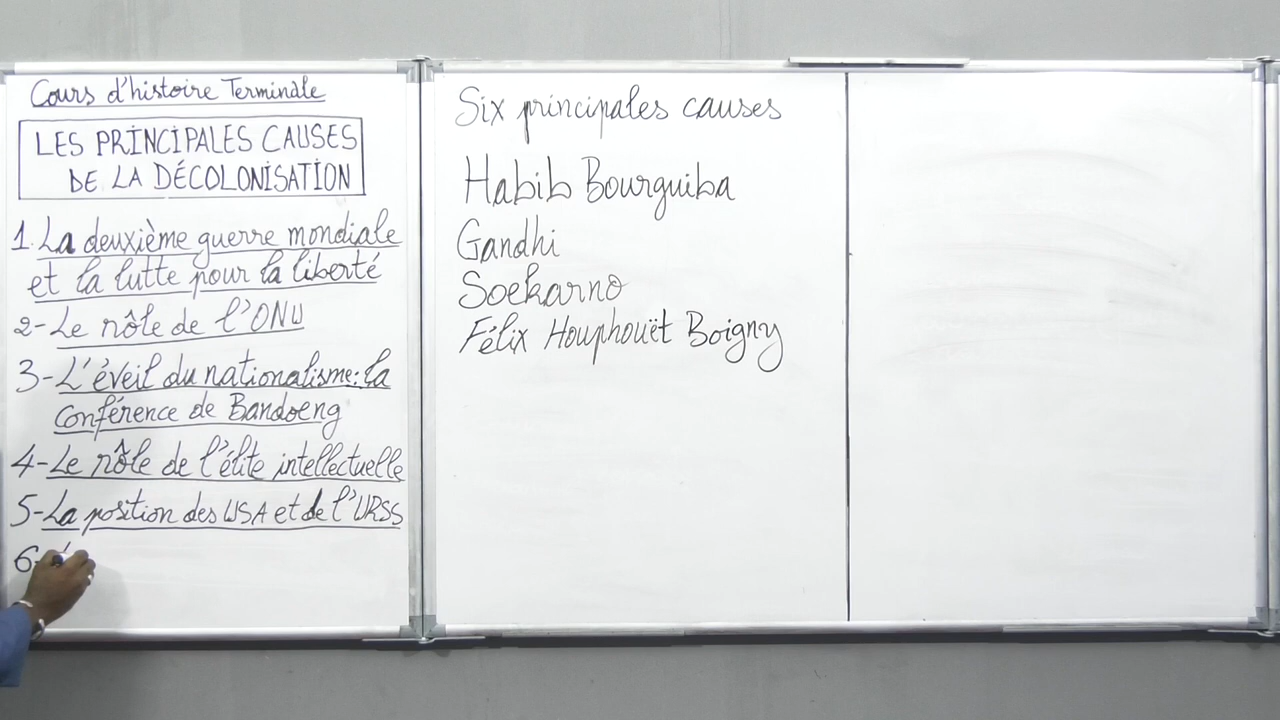 Cours d'histoire Terminale
LES PRINCIPALES CAUSES
DE LA DÉCOLONISATION
1. La deuxième guerre mondiale
et la lutte pour la liberté
2- Le rôle de l'ONU
3- L'éveil du nationalisme: la
conférence de Bandoeng
4- Le rôle de l'élite intellectuelle
5- La position des USA et de l'URSS
6-
Six principales causes
Habib Bourguiba
Gandhi
Soekarno
Félix Houphouët Boigny